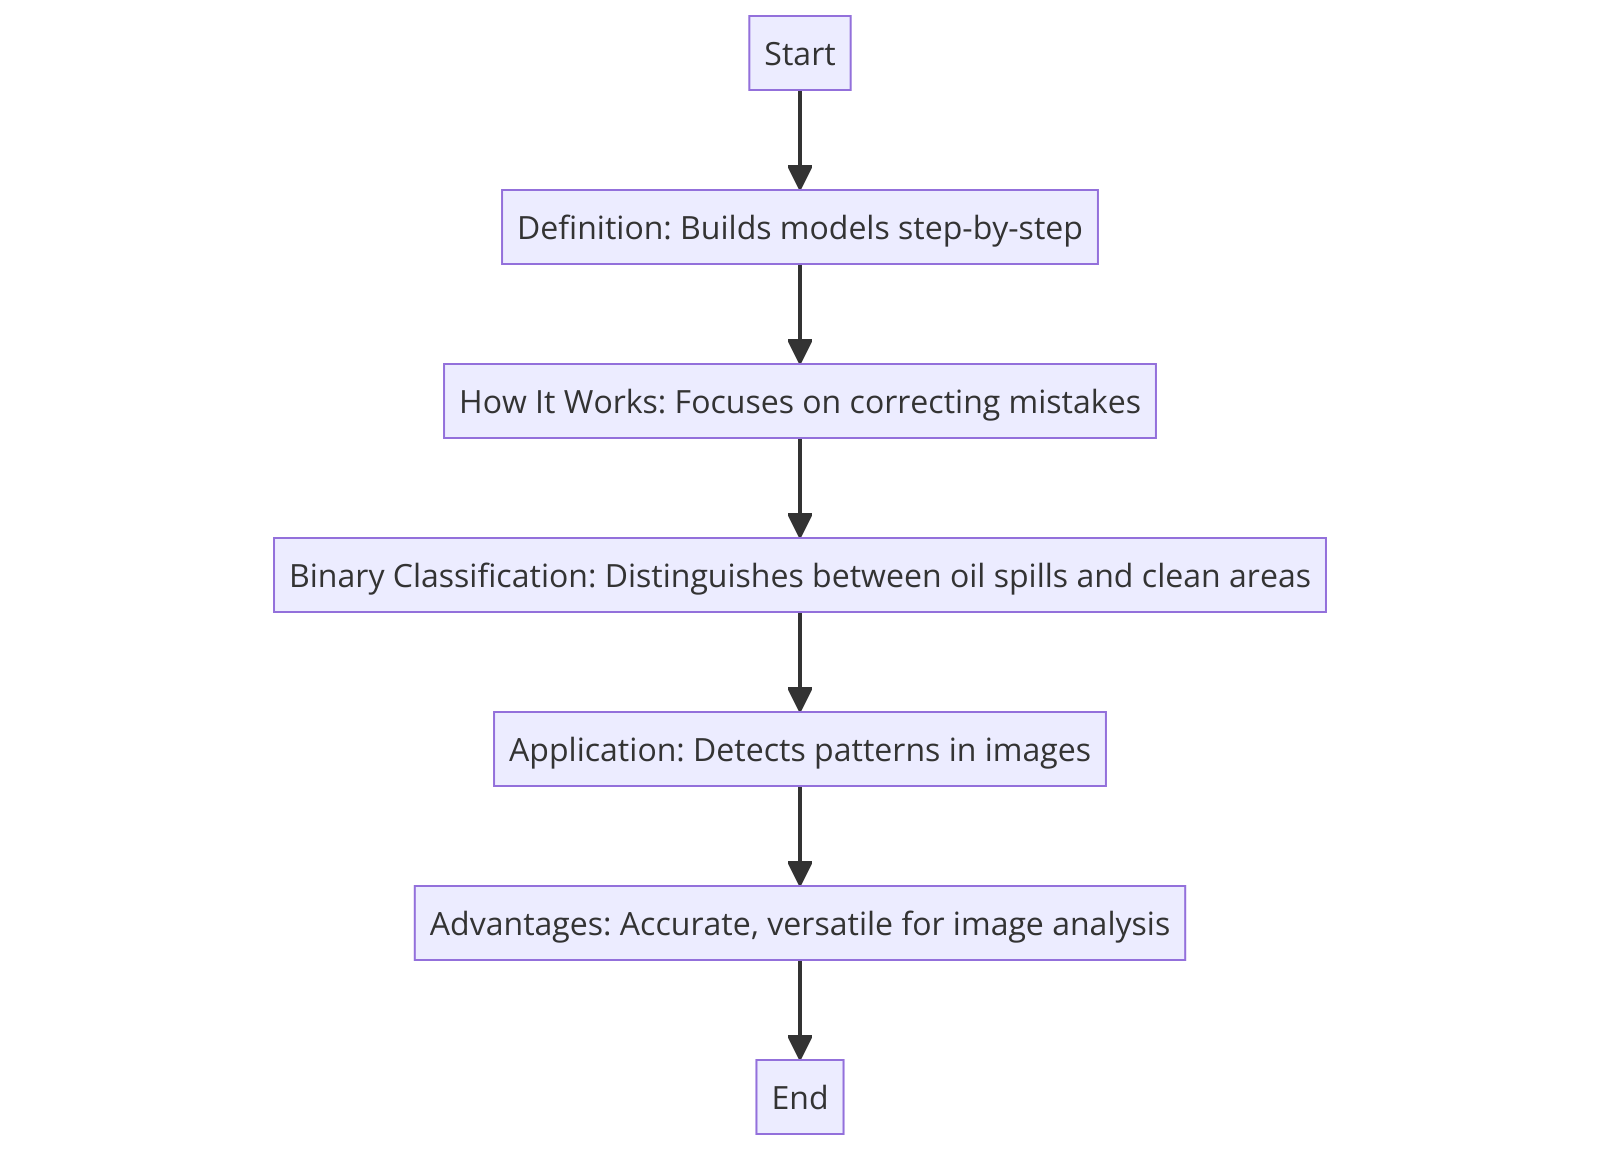 Start
Definition: Builds models step-by-step
How It Works: Focuses on correcting mistakes
Binary Classification: Distinguishes between oil spills and clean areas
Application: Detects patterns in images
Advantages: Accurate, versatile for image analysis
End